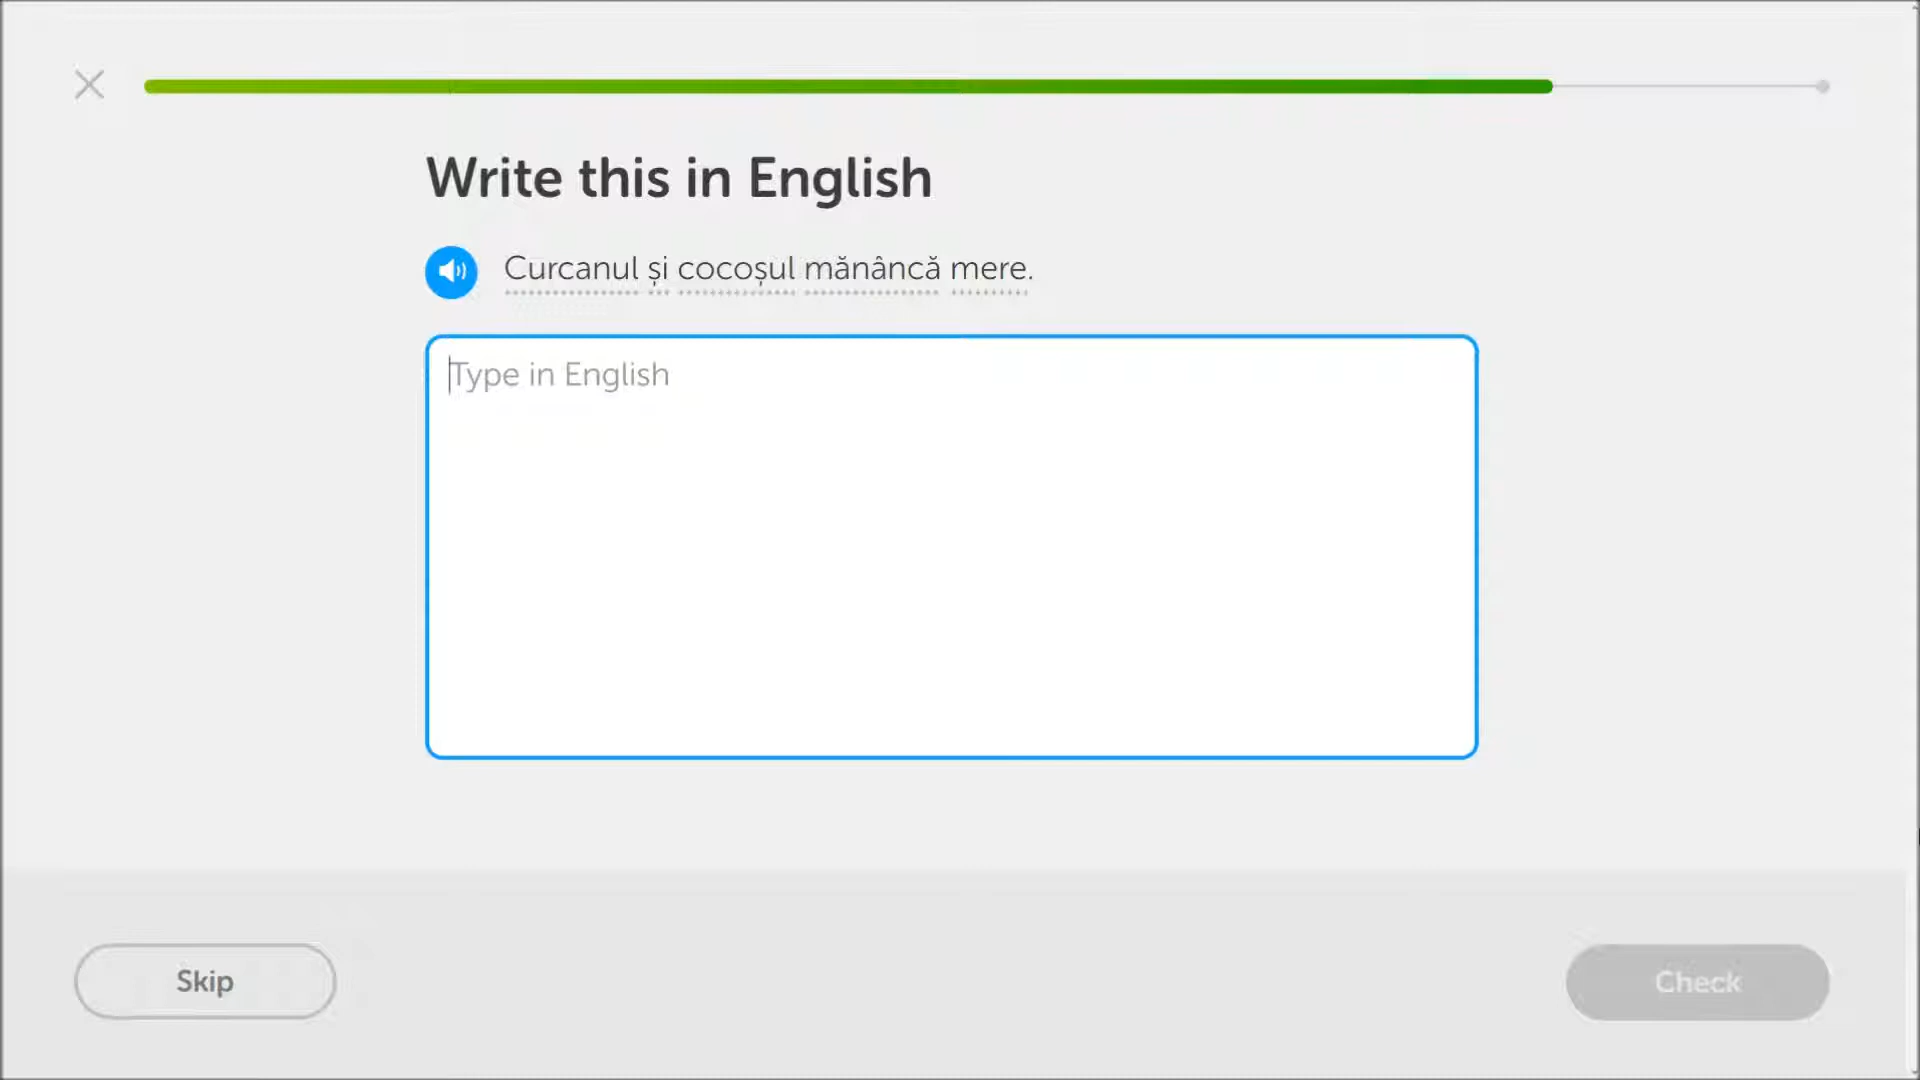 Write this in English
Curcanul și cocoșul mănâncă mere.
Type in English
Skip
Check